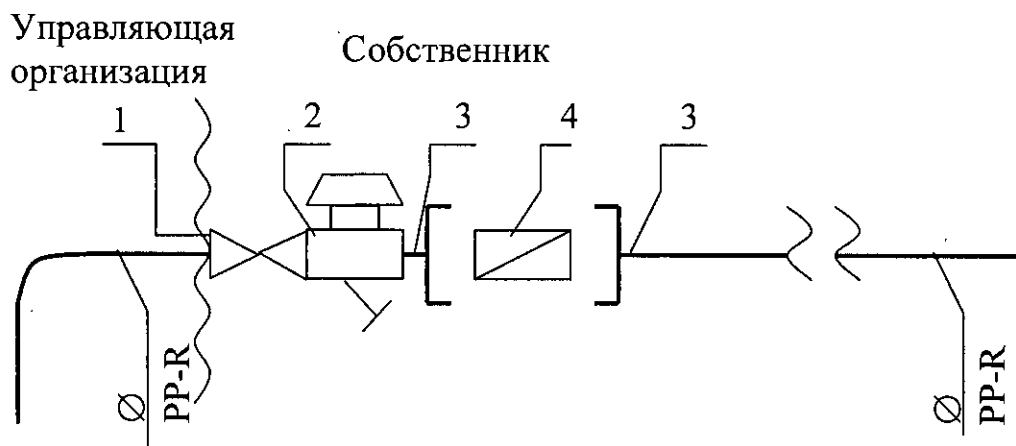 Управляющая
организация
Собственник
1
2
3
4
3
Ø PP-R
Ø PP-R